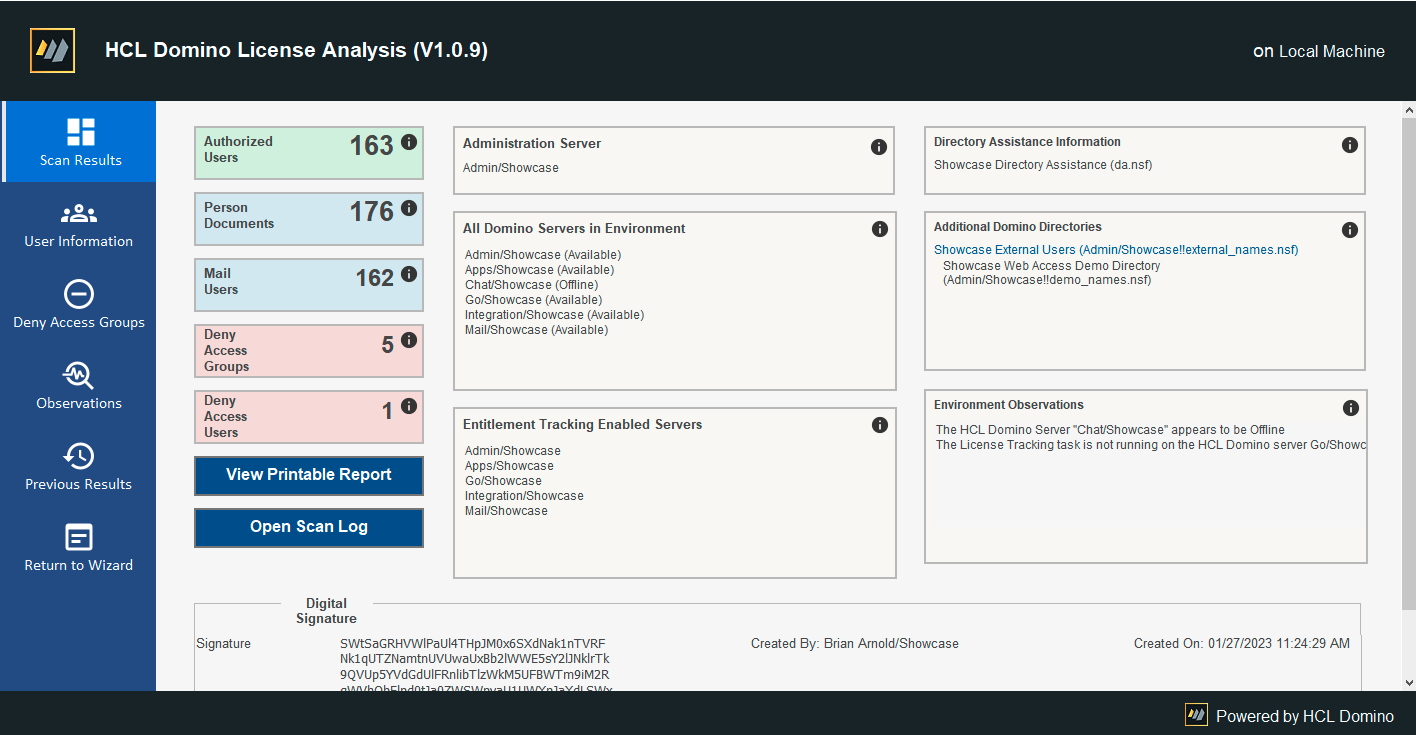 HCL Domino License Analysis (V1.0.9)
on Local Machine
Scan Results
User Information
Deny Access Groups
Observations
Previous Results
Return to Wizard
Authorized
Users
163
Person
Documents
176
Mail
Users
162
Deny
Access
Groups
5
Deny
Access
Users
1
View Printable Report
Open Scan Log
Administration Server
Admin/Showcase
All Domino Servers in Environment
Admin/Showcase (Available)
Apps/Showcase (Available)
Chat/Showcase (Offline)
Go/Showcase (Available)
Integration/Showcase (Available)
Mail/Showcase (Available)
Entitlement Tracking Enabled Servers
Admin/Showcase
Apps/Showcase
Go/Showcase
Integration/Showcase
Mail/Showcase
Directory Assistance Information
Showcase Directory Assistance (da.nsf)
Additional Domino Directories
Showcase External Users (Admin/Showcase!!external_names.nsf)
Showcase Web Access Demo Directory
(Admin/Showcase!!demo_names.nsf)
Environment Observations
The HCL Domino Server "Chat/Showcase" appears to be Offline
The License Tracking task is not running on the HCL Domino server Go/Showc
Digital
Signature
Signature
SWtSaGRHVWlPaUl4THpJM0x6SXdNak1nTVRF
Nk1qUTZNamtnUVUwaUxBb2lWWE5sY2lJNklrTk
9QVUp5YVdGdUlFRnlibTlzWkM5UFBWTm9iM2R
Created By: Brian Arnold/Showcase
Created On: 01/27/2023 11:24:29 AM
Powered by HCL Domino